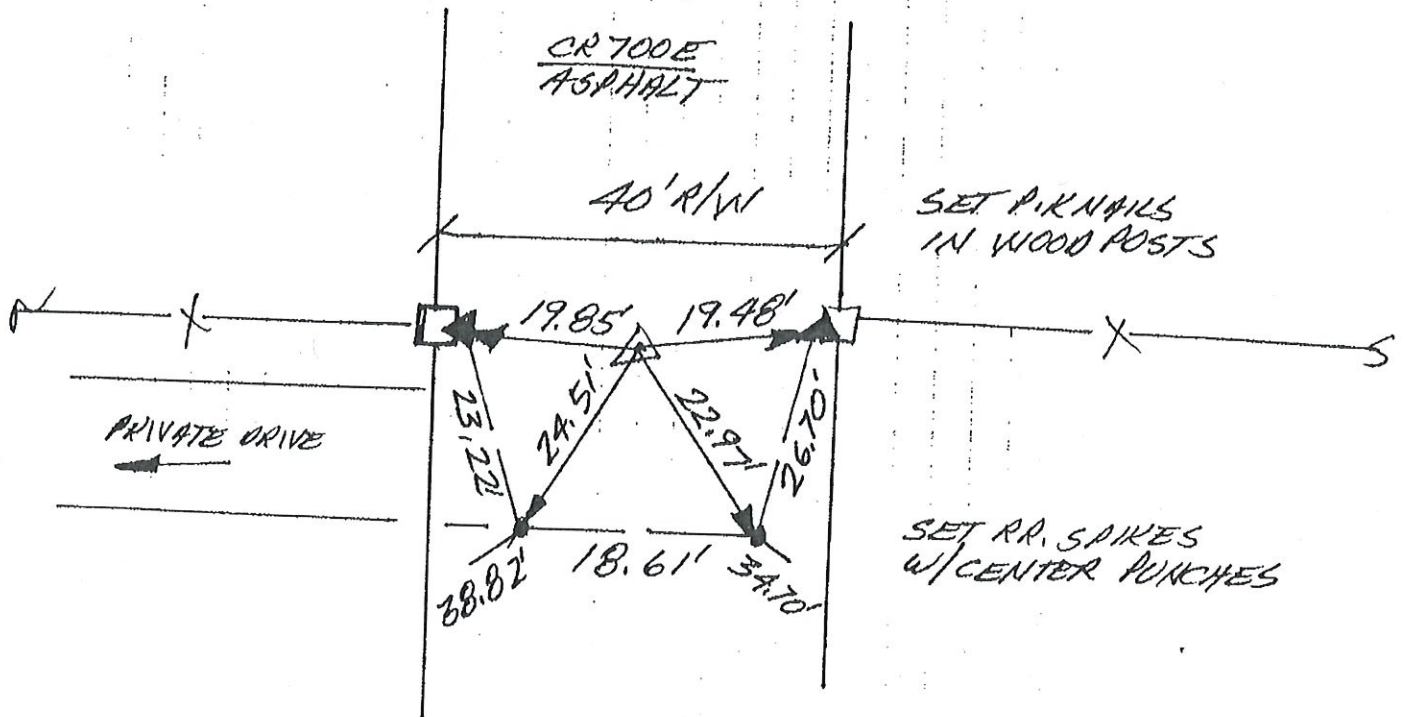 CR 700E
ASPHALT
40' R/W
SET P.K NAILS
IN WOOD POSTS
X
19.85'
19.48'
X
23.22'
24.51'
22.97'
26.70'
PRIVATE DRIVE
38.82'
18.61'
34.70'
SET RR. SPIKES
W/CENTER PUNCHES